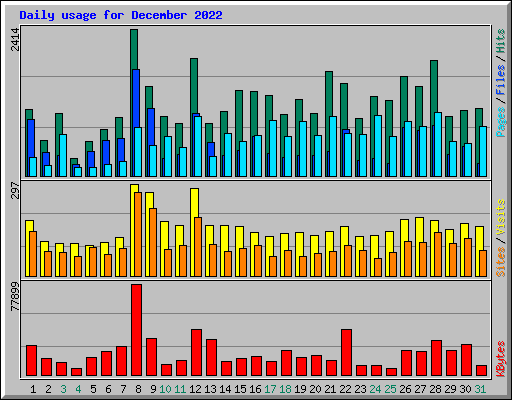 Daily usage for December 2022
2414
Pages / Files / Hits
297
Sites / Visits
77899
KBytes
1 2 3 4 5 6 7 8 9 10 11 12 13 14 15 16 17 18 19 20 21 22 23 24 25 26 27 28 29 30 31